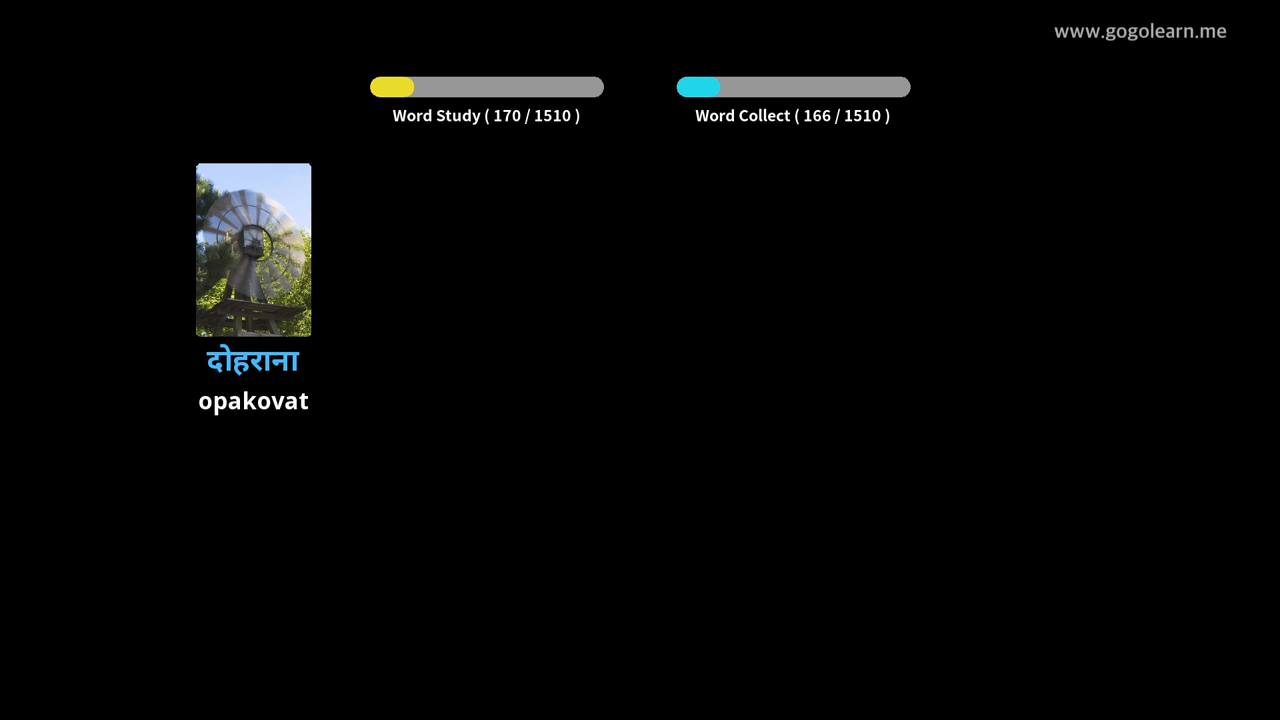 www.gogolearn.me
Word Study ( 170 / 1510 )
Word Collect ( 166 / 1510 )
दोहराना
opakovat